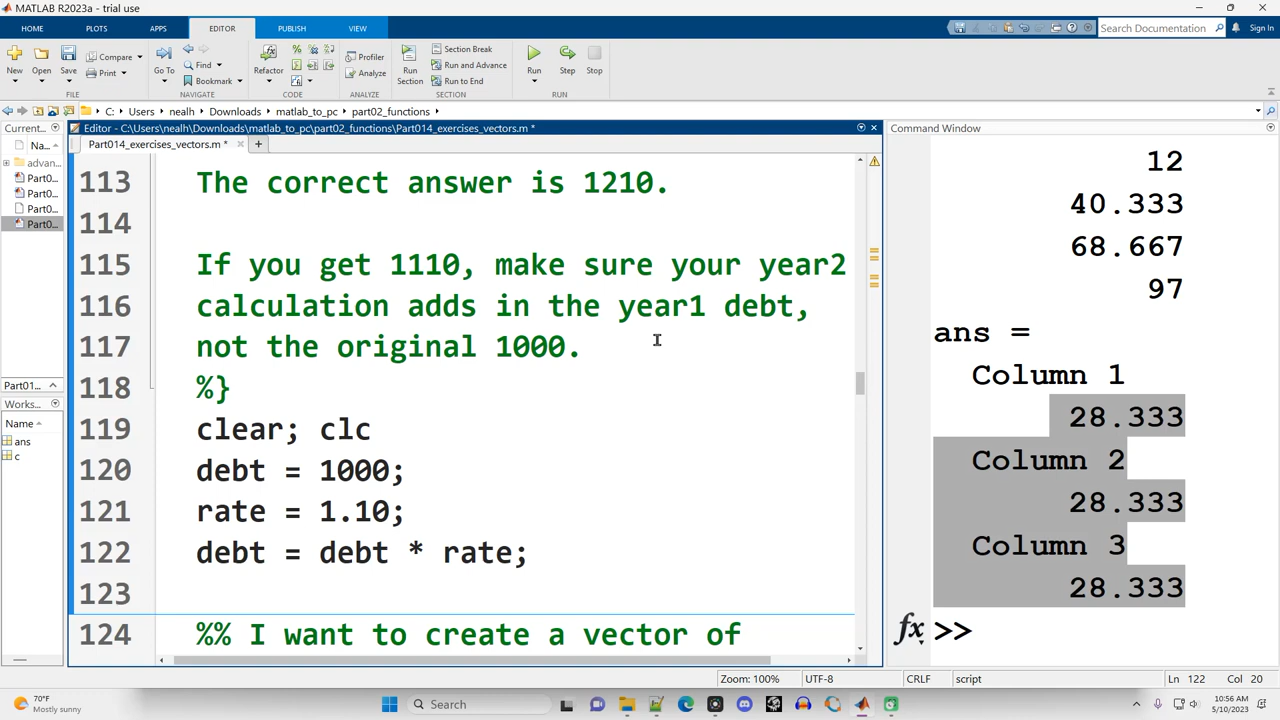 MATLAB R2023a - trial use
HOME PLOTS APPS EDITOR PUBLISH VIEW
Search Documentation
Sign In
New Open Save Compare Print
FILE
Go To Find Bookmark
NAVIGATE
Refactor
CODE
Profiler
Analyze
ANALYZE
Run Section
Section Break
Run and Advance
Run to End
SECTION
Run Step Stop
RUN
C: Users nealh Downloads matlab_to_pc part02_functions
Current...
Na...
advan...
Part0...
Part0...
Part0...
Part0...
Part01...
Works...
Name
ans
c
Editor - C:\Users\nealh\Downloads\matlab_to_pc\part02_functions\Part014_exercises_vectors.m *
Part014_exercises_vectors.m *
113 The correct answer is 1210.
114
115 If you get 1110, make sure your year2
116 calculation adds in the year1 debt,
117 not the original 1000.
118 %}
119 clear; clc
120 debt = 1000;
121 rate = 1.10;
122 debt = debt * rate;
123
124 %% I want to create a vector of
Command Window
12
40.333
68.667
97
ans =
Column 1
28.333
Column 2
28.333
Column 3
28.333
fx >>
Zoom: 100% UTF-8 CRLF script Ln 122 Col 20
70°F
Mostly sunny
Search
10:56 AM
5/10/2023